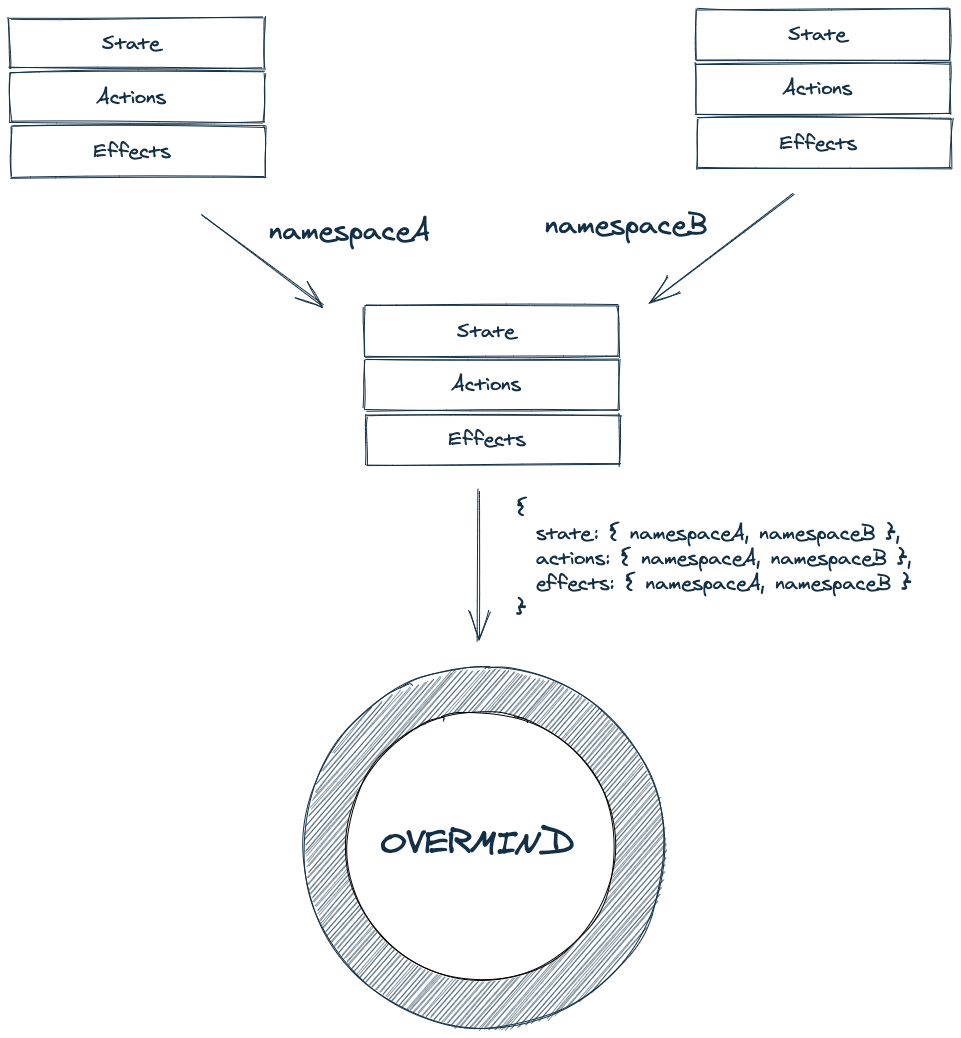 State
Actions
Effects
State
Actions
Effects
namespaceA
namespaceB
State
Actions
Effects
{
state: { namespaceA, namespaceB },
actions: { namespaceA, namespaceB },
effects: { namespaceA, namespaceB }
}
OVERMIND